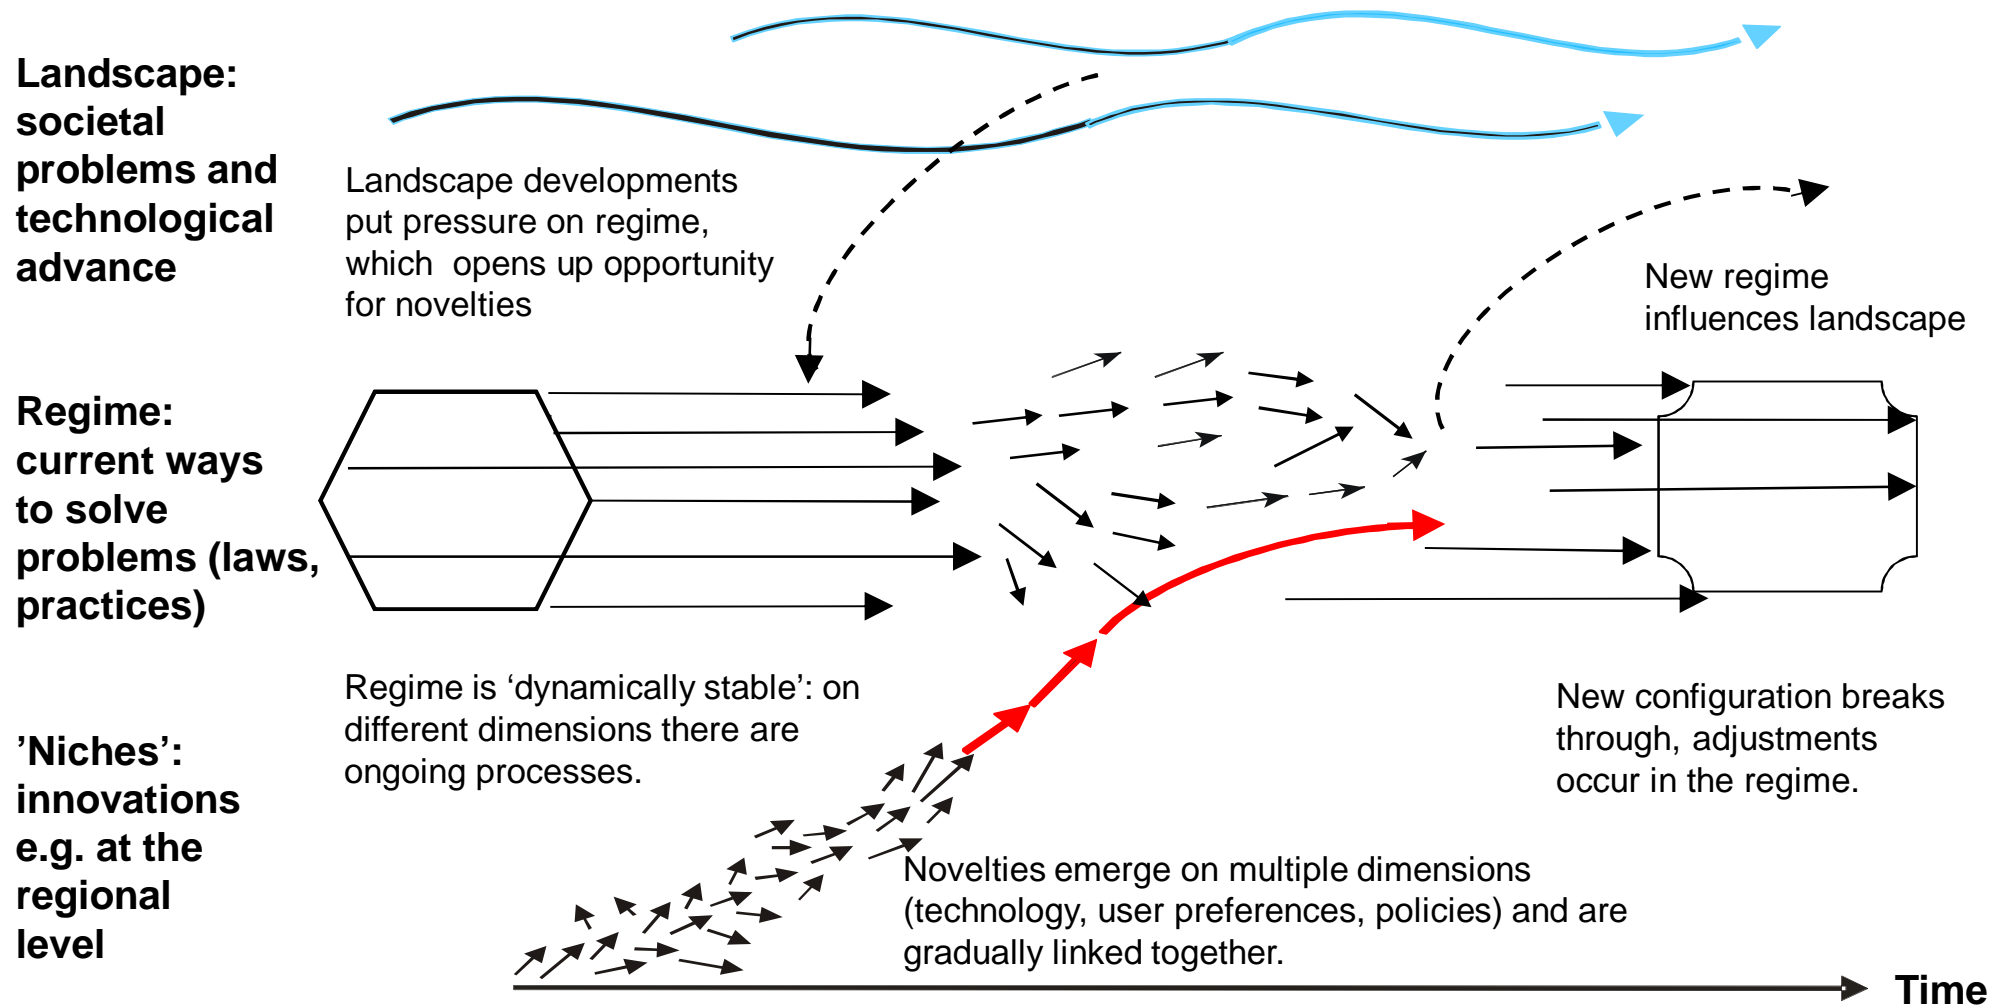 Landscape:
societal
problems and
technological
advance
Landscape developments
put pressure on regime,
which  opens up opportunity
for novelties
New regime
influences landscape
Regime:
current ways
to solve
problems (laws,
practices)
Regime is ‘dynamically stable’: on
different dimensions there are
ongoing processes.
New configuration breaks
through, adjustments
occur in the regime.
’Niches’:
innovations
e.g. at the
regional
level
Novelties emerge on multiple dimensions
(technology, user preferences, policies) and are
gradually linked together.
Time